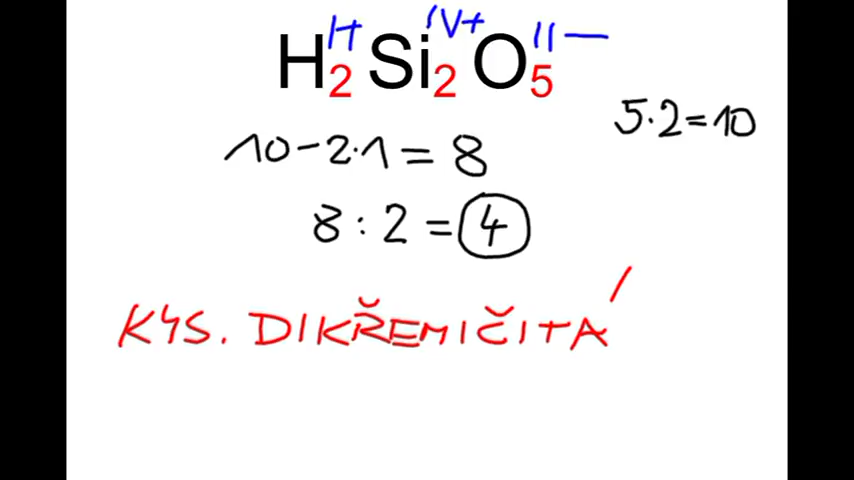 I+ IV+ II−
H2Si2O5
5·2=10
10−2·1=8
8:2=4
KYS. DIKŘEMIČITÁ